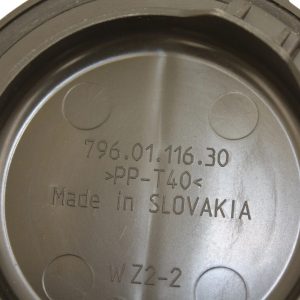 796.01.116.30
>PP-T40<
Made in SLOVAKIA
WZ2-2